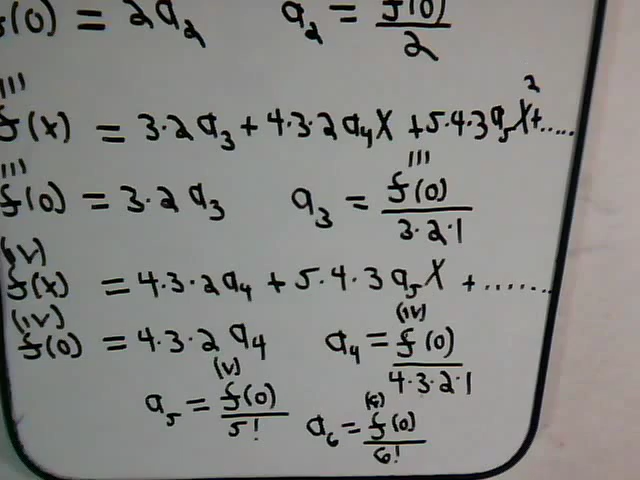 f(0) = 2a₂ a₂ = f(0)/2
f'''(x) = 3·2a₃ + 4·3·2a₄x + 5·4·3a₅x² + .....
f'''(0) = 3·2a₃ a₃ = f'''(0)/3·2·1
f⁽ⁱᵛ⁾(x) = 4·3·2a₄ + 5.4.3a₅x + ......
f⁽ⁱᵛ⁾(0) = 4·3·2a₄ a₄ = f⁽ⁱᵛ⁾(0)/4·3·2·1
a₅ = f⁽ᵛ⁾(0)/5! a₆ = f(0)/6!